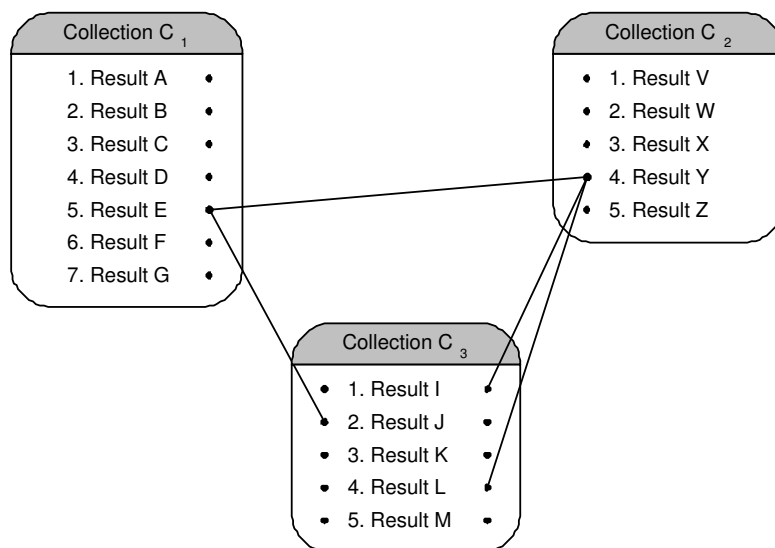 Collection C 1
1. Result A
2. Result B
3. Result C
4. Result D
5. Result E
6. Result F
7. Result G
Collection C 2
1. Result V
2. Result W
3. Result X
4. Result Y
5. Result Z
Collection C 3
1. Result I
2. Result J
3. Result K
4. Result L
5. Result M